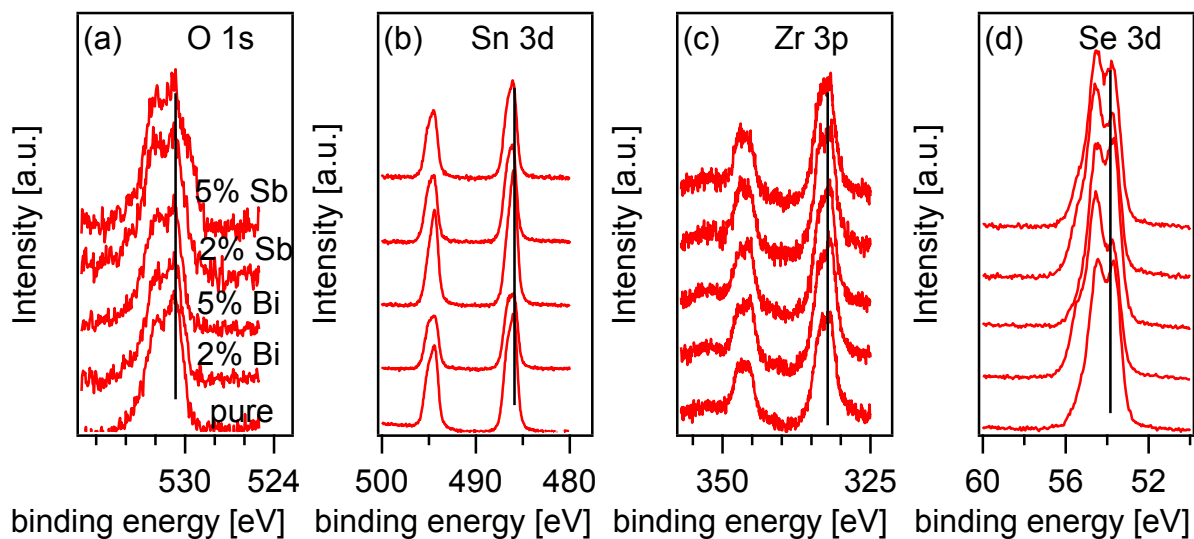 (a) O 1s
(b) Sn 3d
(c) Zr 3p
(d) Se 3d
Intensity [a.u.]
Intensity [a.u.]
Intensity [a.u.]
Intensity [a.u.]
5% Sb
2% Sb
5% Bi
2% Bi
pure
530 524
500 490 480
350 325
60 56 52
binding energy [eV]
binding energy [eV]
binding energy [eV]
binding energy [eV]